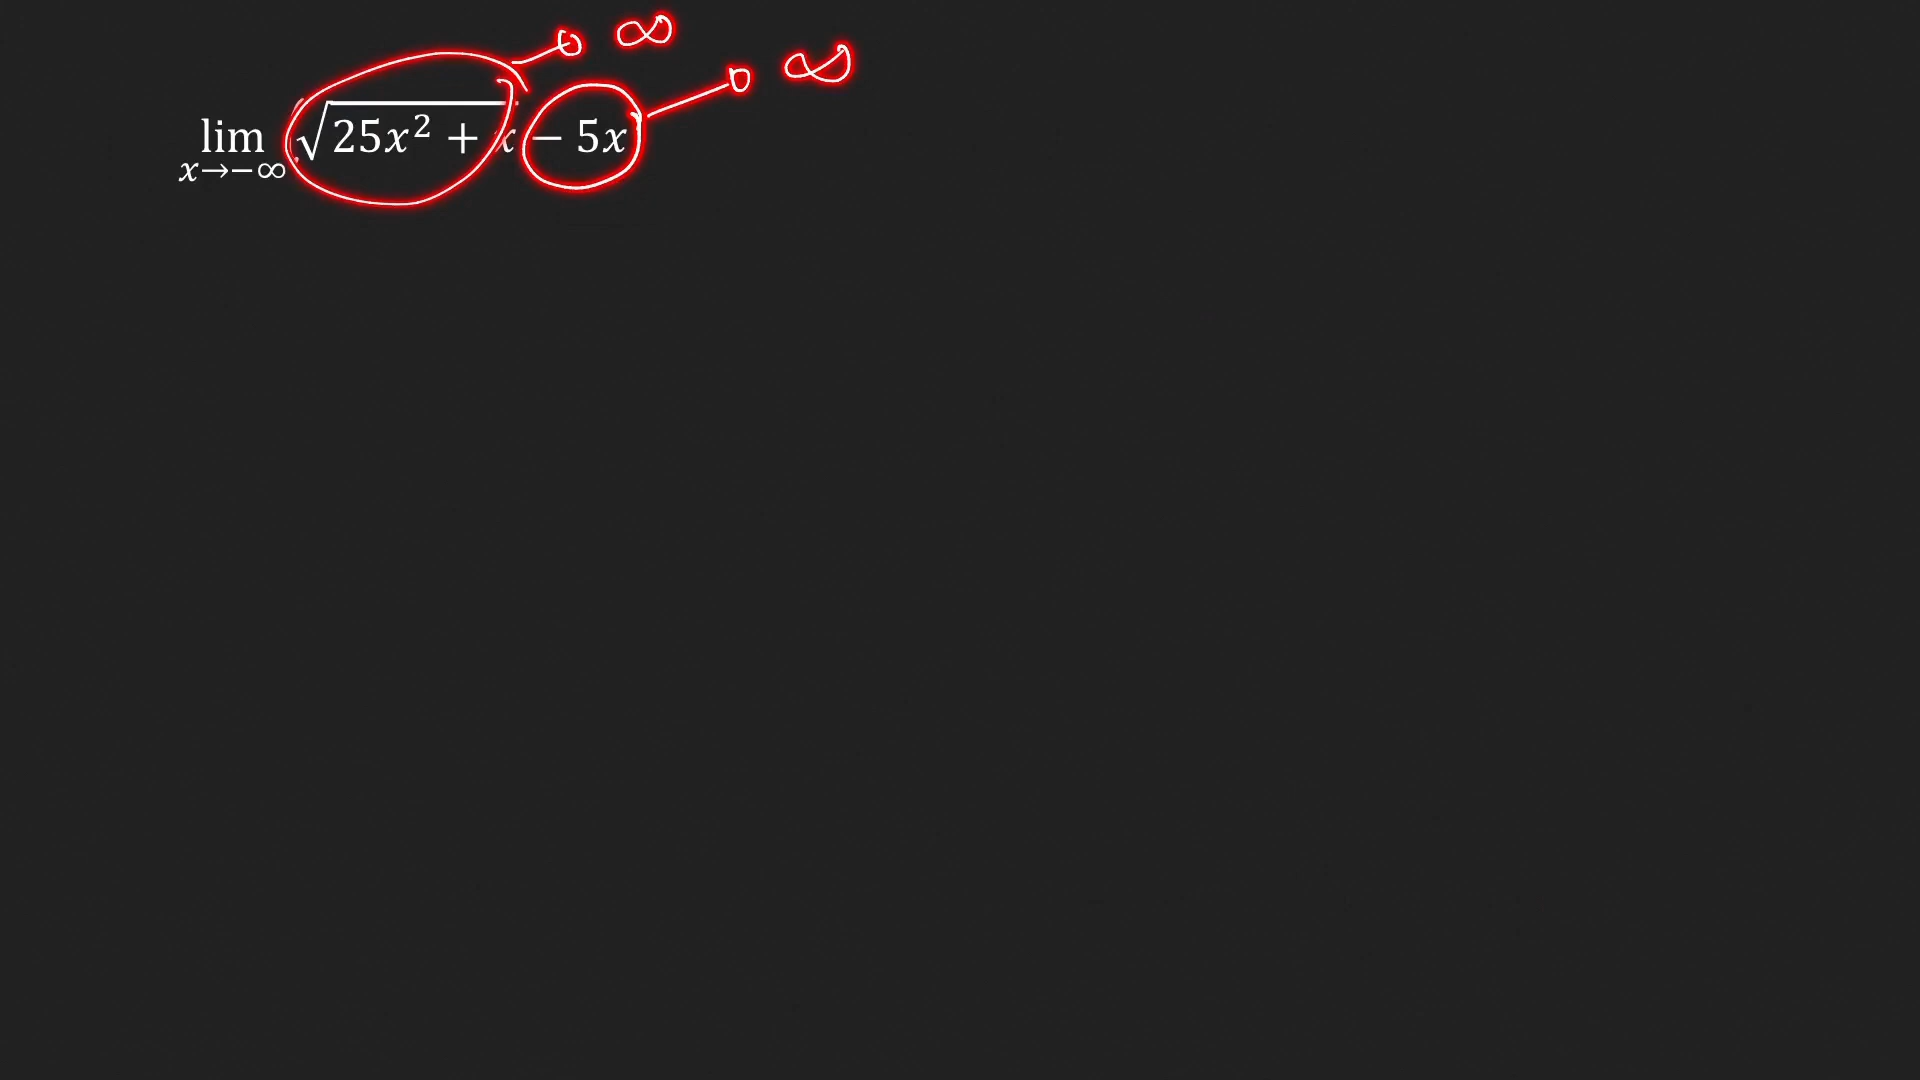 ∞
∞
lim √(25x² + x) − 5x
x→−∞